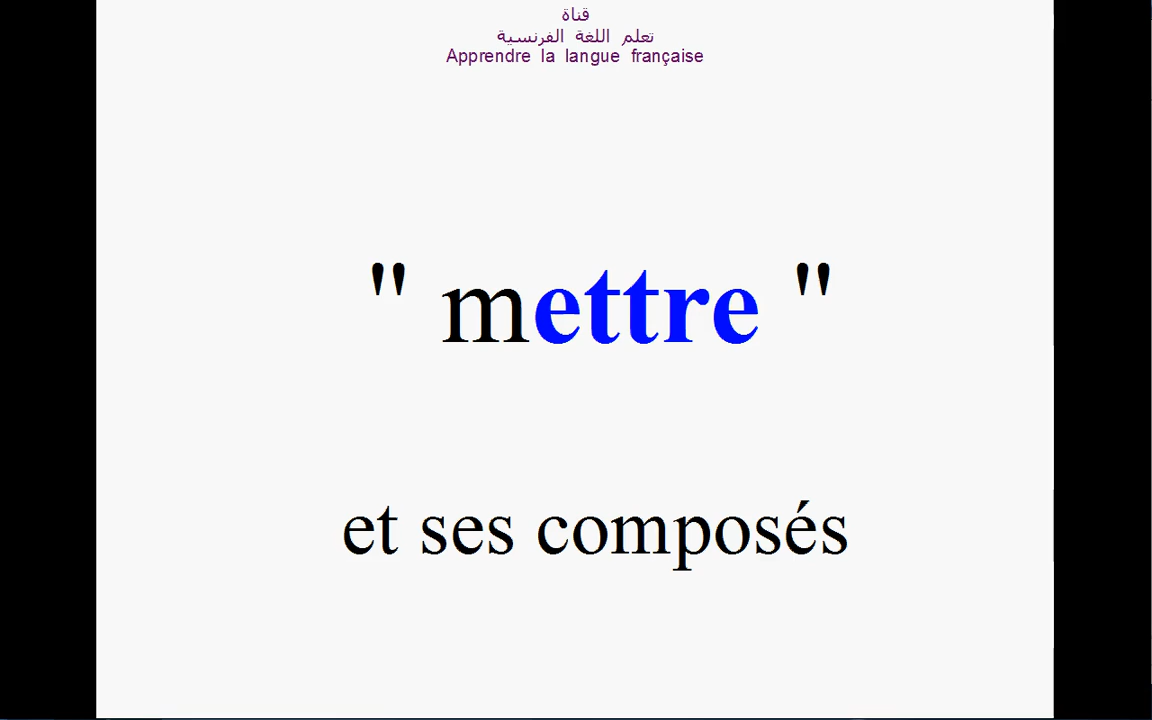 قناة
تعلم اللغة الفرنسية
Apprendre la langue française
" mettre "
et ses composés